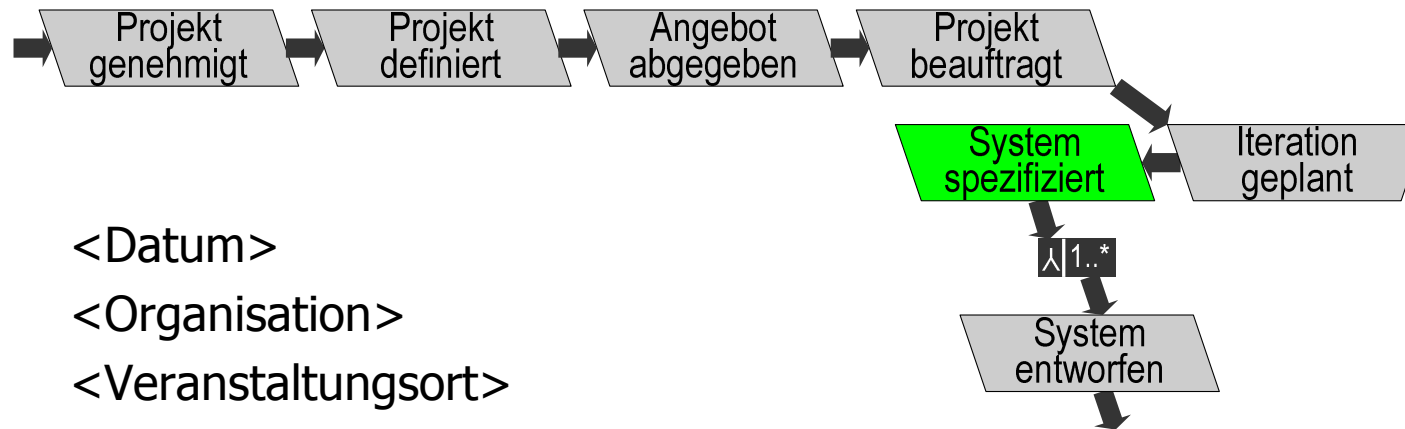 Projekt
genehmigt
Projekt
definiert
Angebot
abgegeben
Projekt
beauftragt
System
spezifiziert
Iteration
geplant
<Datum>
1..*
<Organisation>
System
entworfen
<Veranstaltungsort>